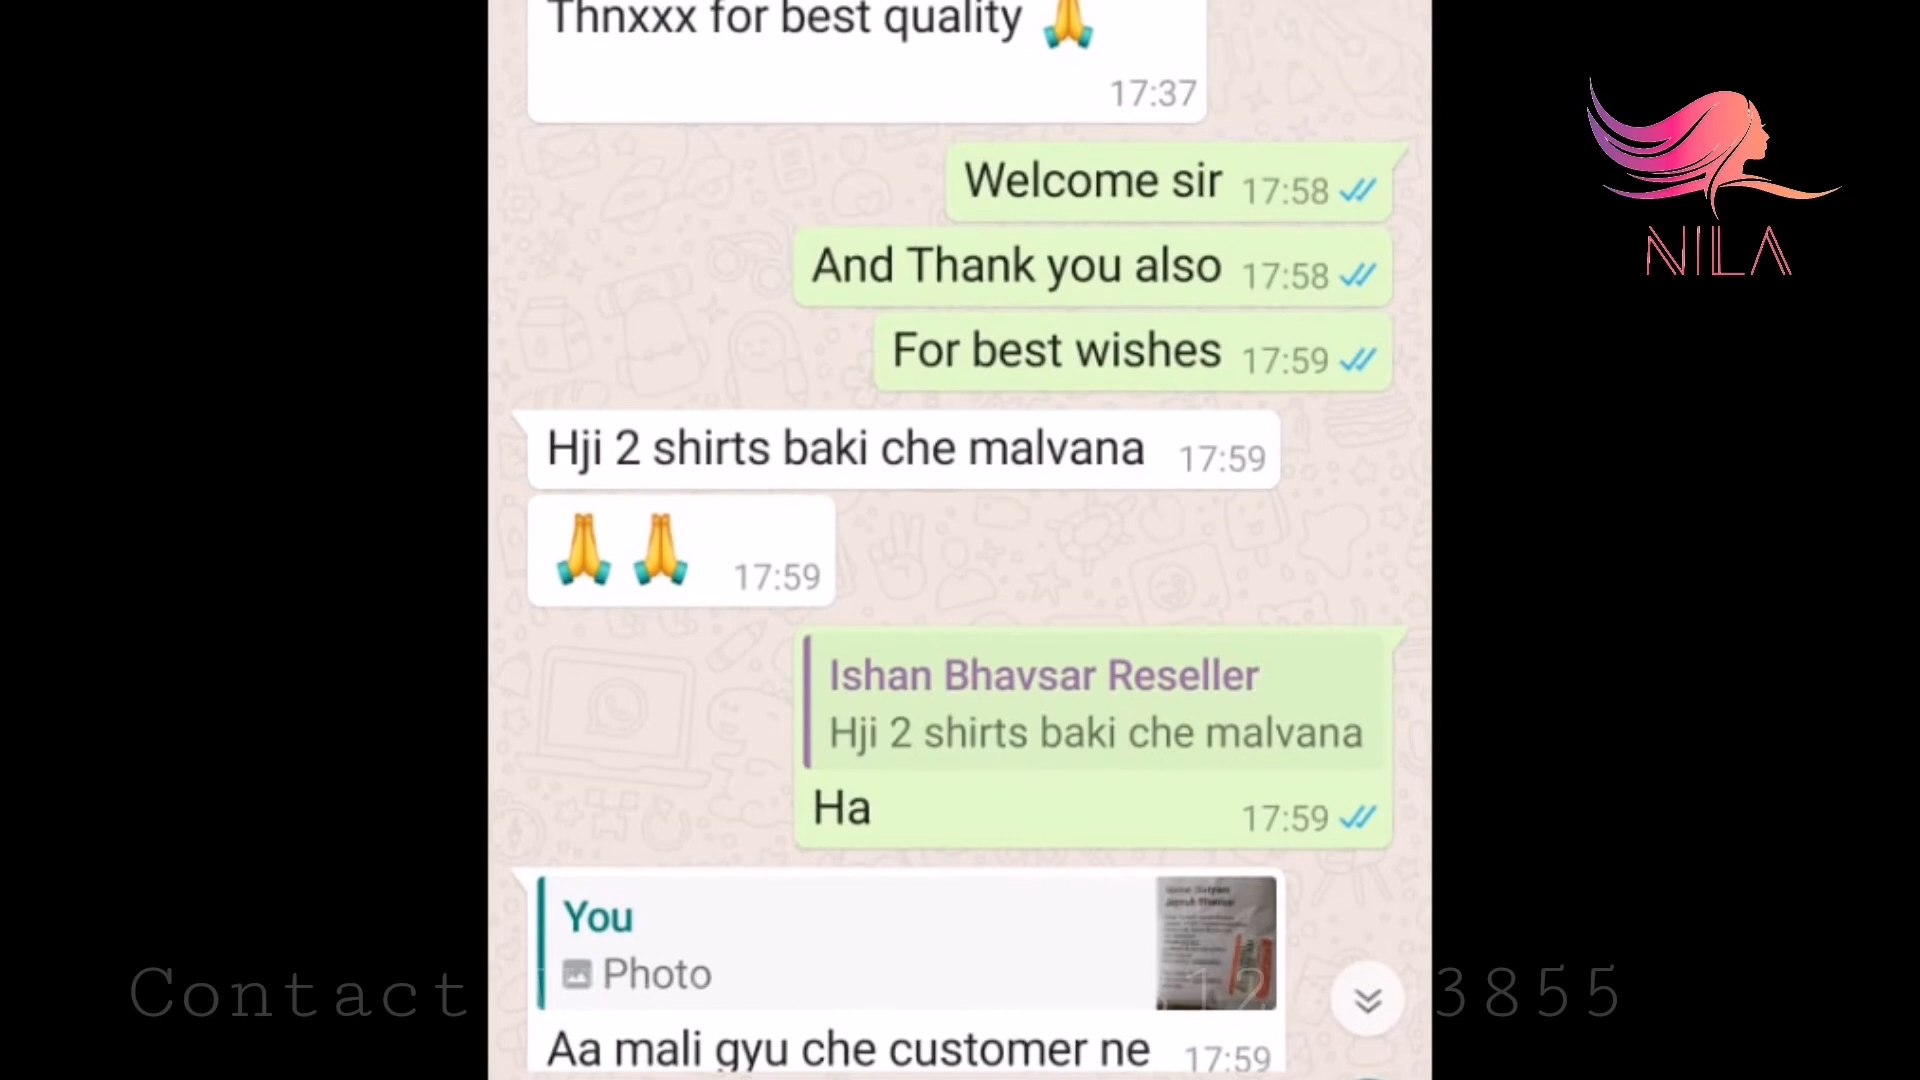 Thnxxx for best quality 🙏
17:37
NILA
Welcome sir 17:58
And Thank you also 17:58
For best wishes 17:59
Hji 2 shirts baki che malvana 17:59
🙏 🙏 17:59
Ishan Bhavsar Reseller
Hji 2 shirts baki che malvana
Ha 17:59
You
Photo
Contact 3855
Aa mali gyu che customer ne 17:59